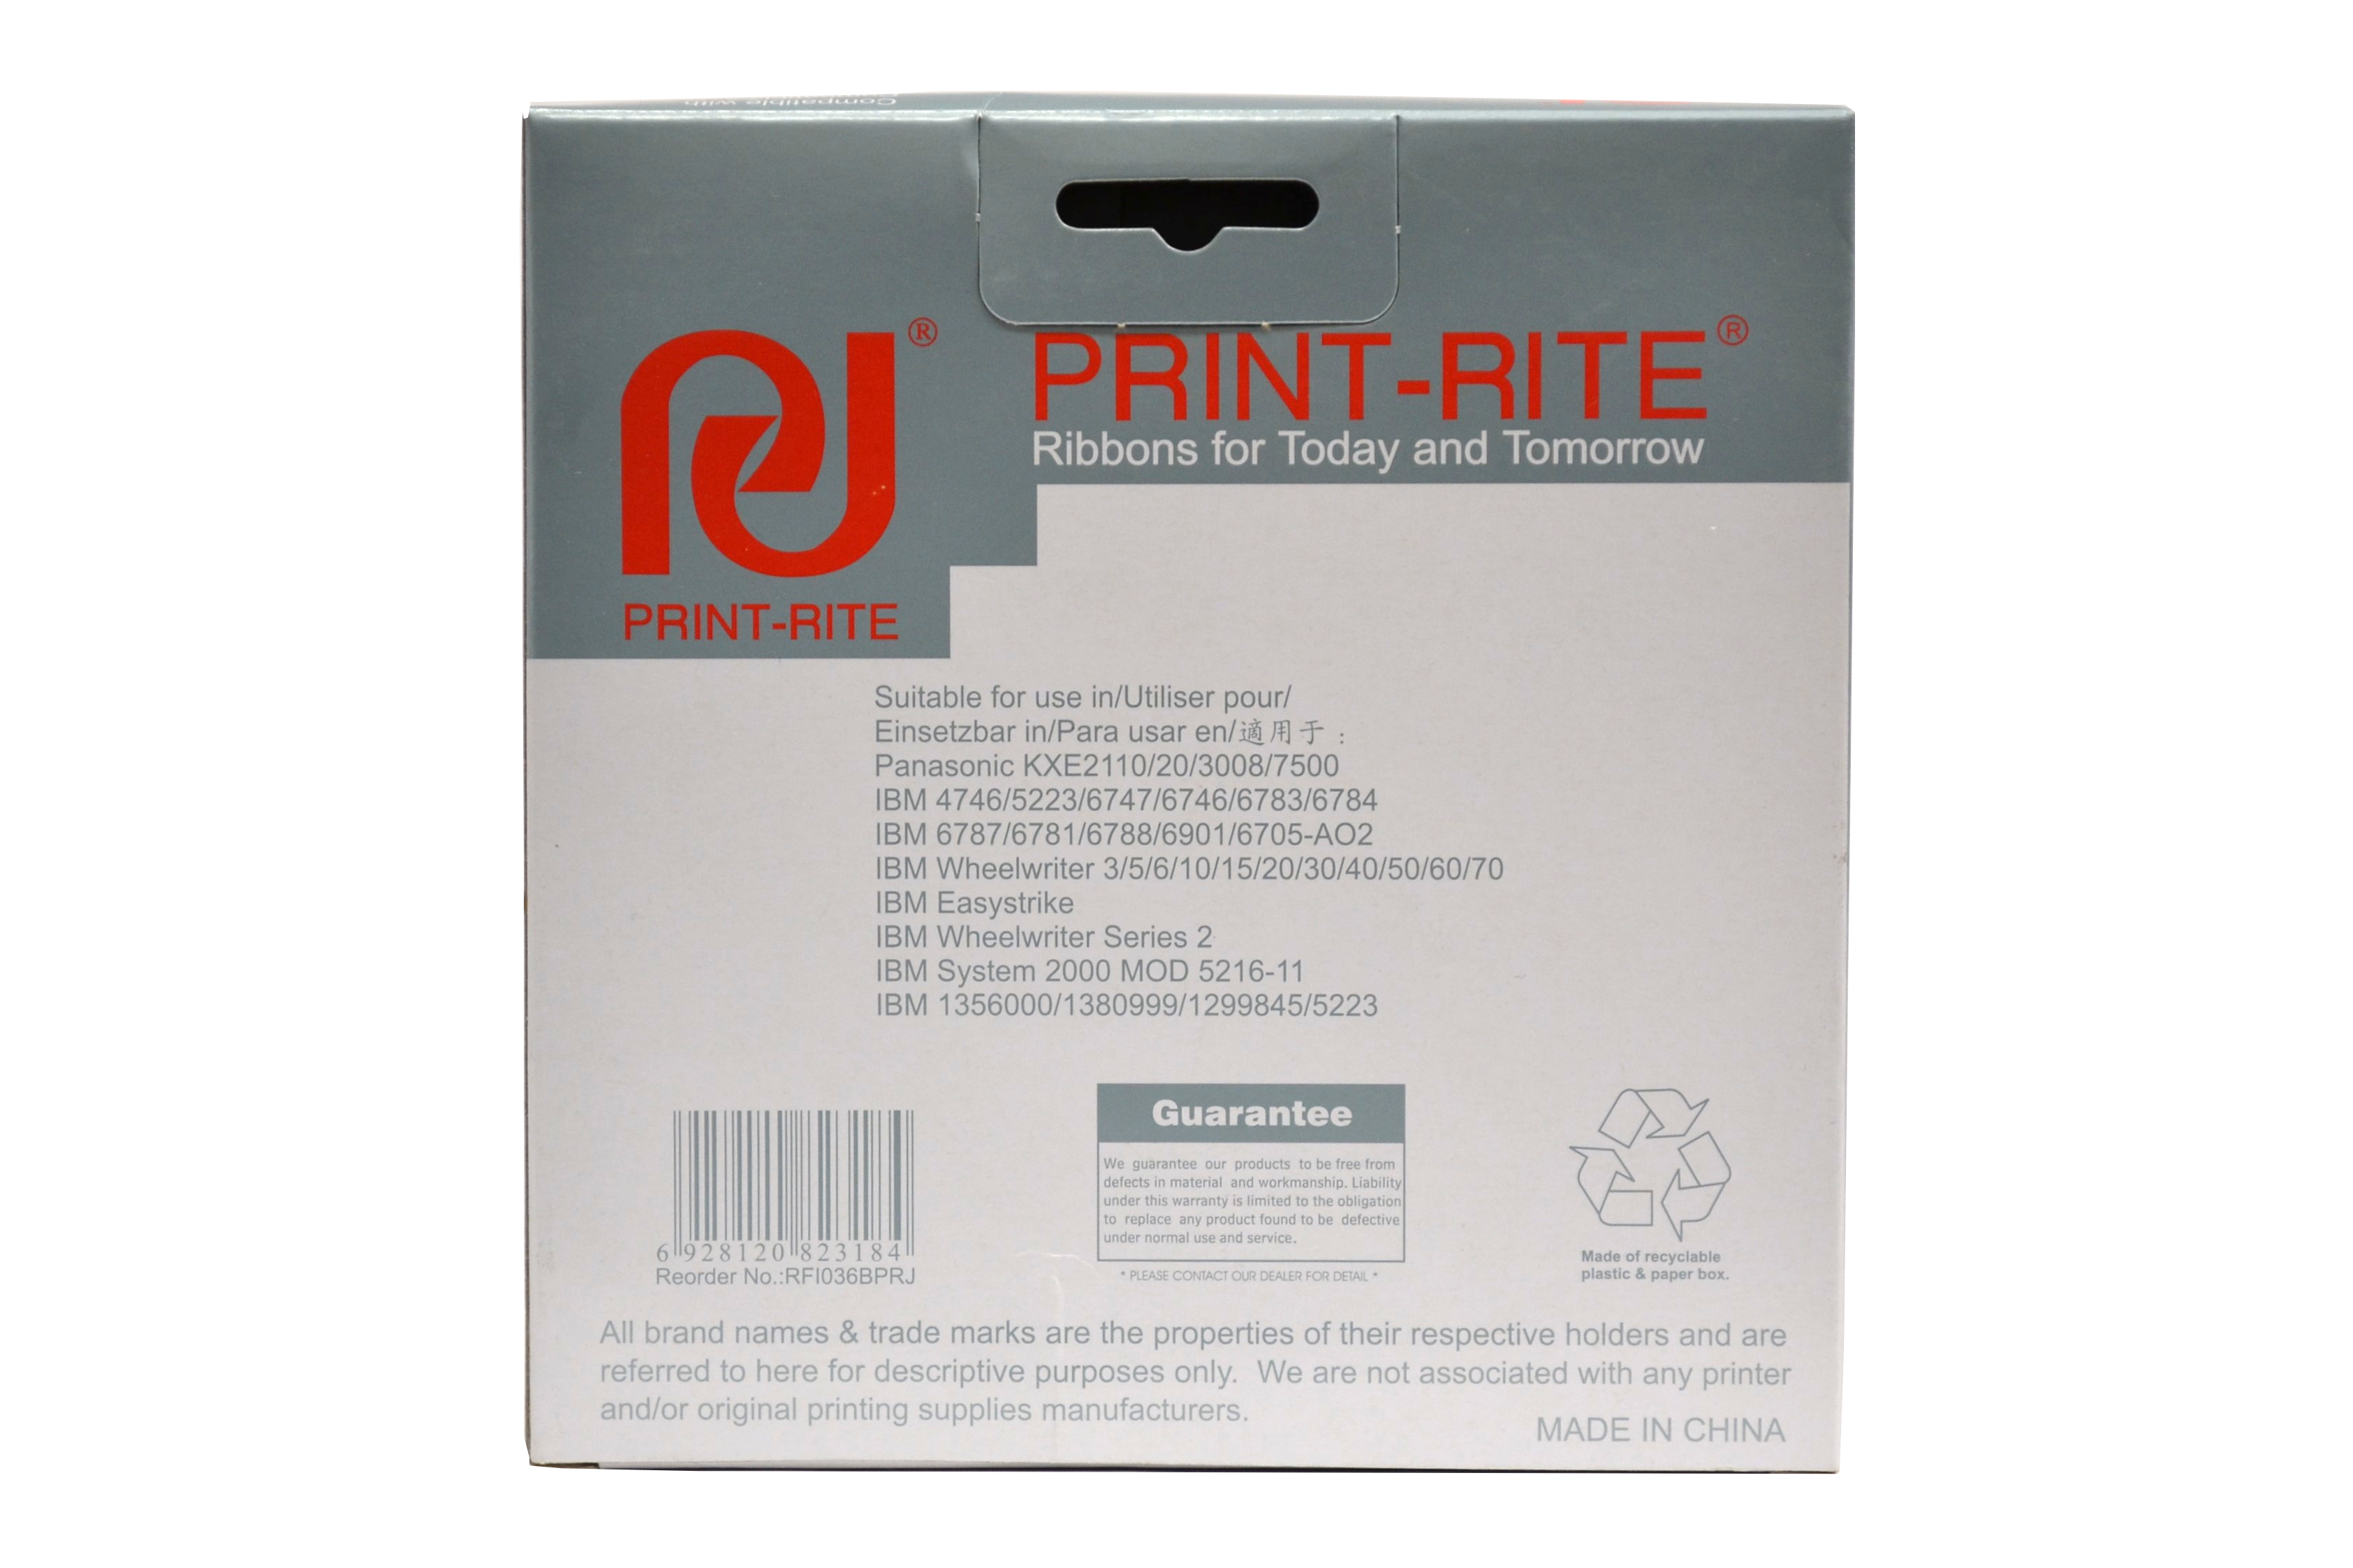 Compatible with
®
PRINT-RITE®
Ribbons for Today and Tomorrow
PRINT-RITE
Suitable for use in/Utiliser pour/
Einsetzbar in/Para usar en/適用于：
Panasonic KXE2110/20/3008/7500
IBM 4746/5223/6747/6746/6783/6784
IBM 6787/6781/6788/6901/6705-AO2
IBM Wheelwriter 3/5/6/10/15/20/30/40/50/60/70
IBM Easystrike
IBM Wheelwriter Series 2
IBM System 2000 MOD 5216-11
IBM 1356000/1380999/1299845/5223
6 928120 823184
Reorder No.:RFI036BPRJ
Guarantee
We guarantee our products to be free from
defects in material and workmanship. Liability
under this warranty is limited to the obligation
to replace any product found to be defective
under normal use and service.
* PLEASE CONTACT OUR DEALER FOR DETAIL *
Made of recyclable
plastic & paper box.
All brand names & trade marks are the properties of their respective holders and are
referred to here for descriptive purposes only. We are not associated with any printer
and/or original printing supplies manufacturers.
MADE IN CHINA